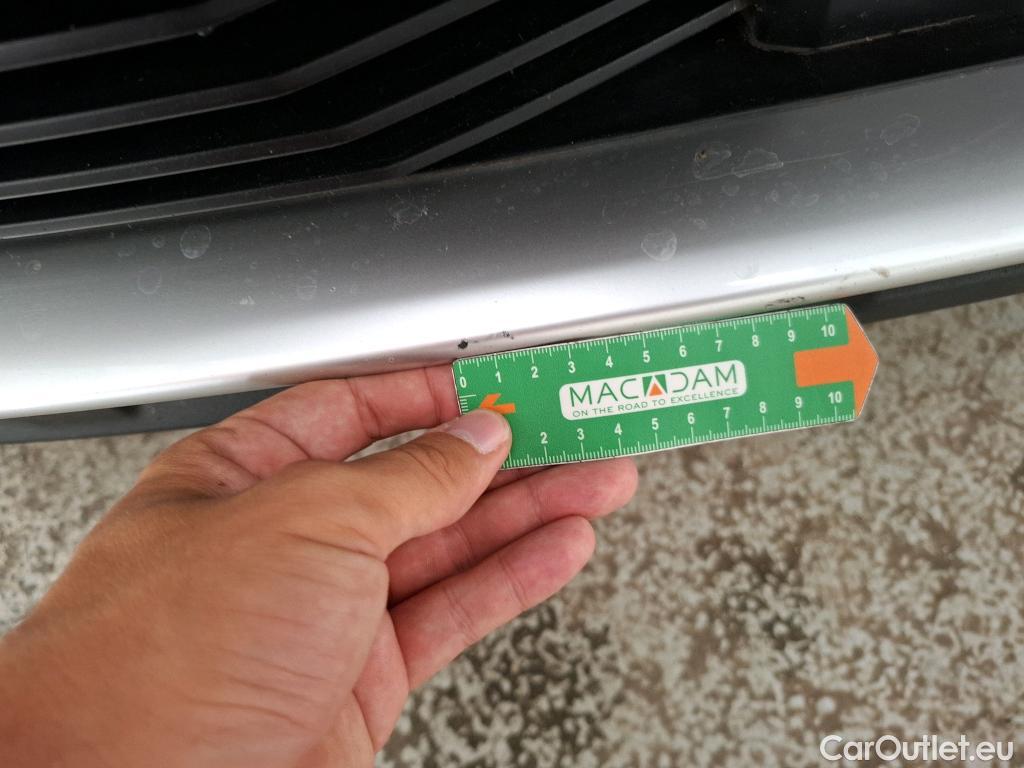 0 1 2 3 4 5 6 7 8 9 10
MACADAM
ON THE ROAD TO EXCELLENCE
2 3 4 5 6 7 8 9 10
CarOutlet.eu